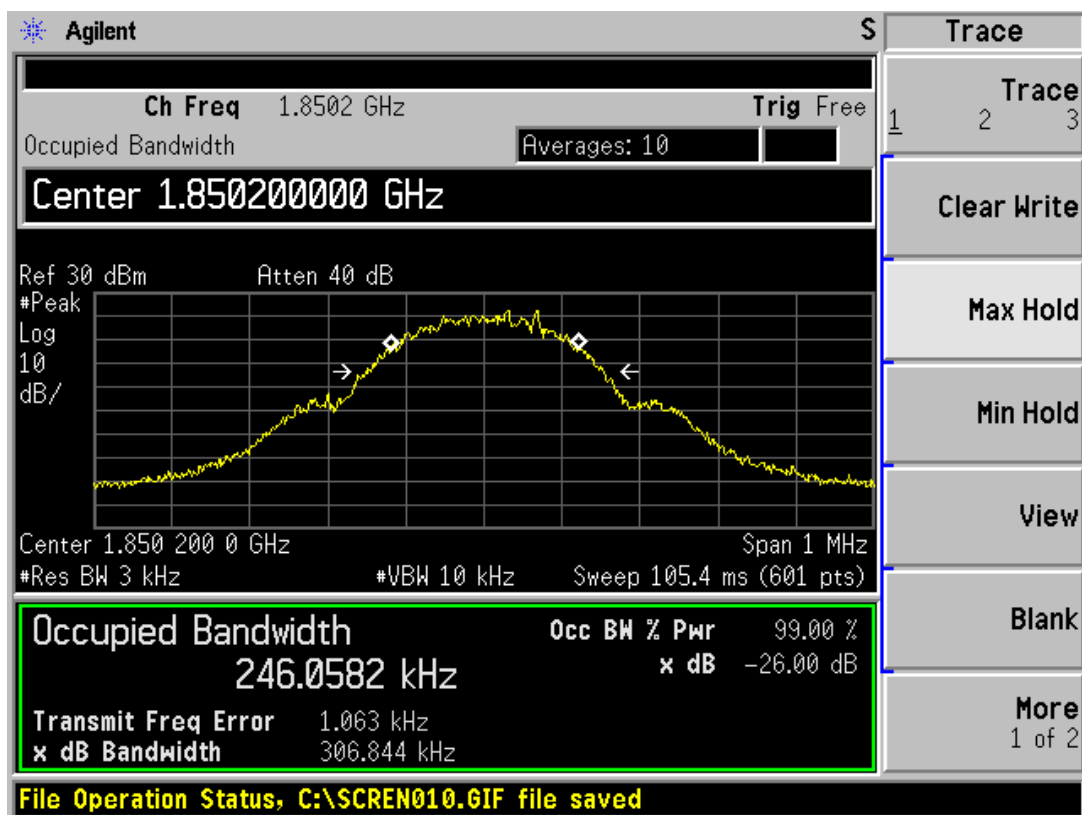 Agilent S Trace
Ch Freq 1.8502 GHz Trig Free
Trace
1 2 3
Occupied Bandwidth Averages: 10
Center 1.850200000 GHz
Clear Write
Ref 30 dBm Atten 40 dB
#Peak
Log
10
dB/
Max Hold
Min Hold
View
Center 1.850 200 0 GHz Span 1 MHz
#Res BW 3 kHz #VBW 10 kHz Sweep 105.4 ms (601 pts)
Blank
Occupied Bandwidth Occ BW % Pwr 99.00 %
246.0582 kHz x dB -26.00 dB
Transmit Freq Error 1.063 kHz
x dB Bandwidth 306.844 kHz
More
1 of 2
File Operation Status, C:\SCREN010.GIF file saved